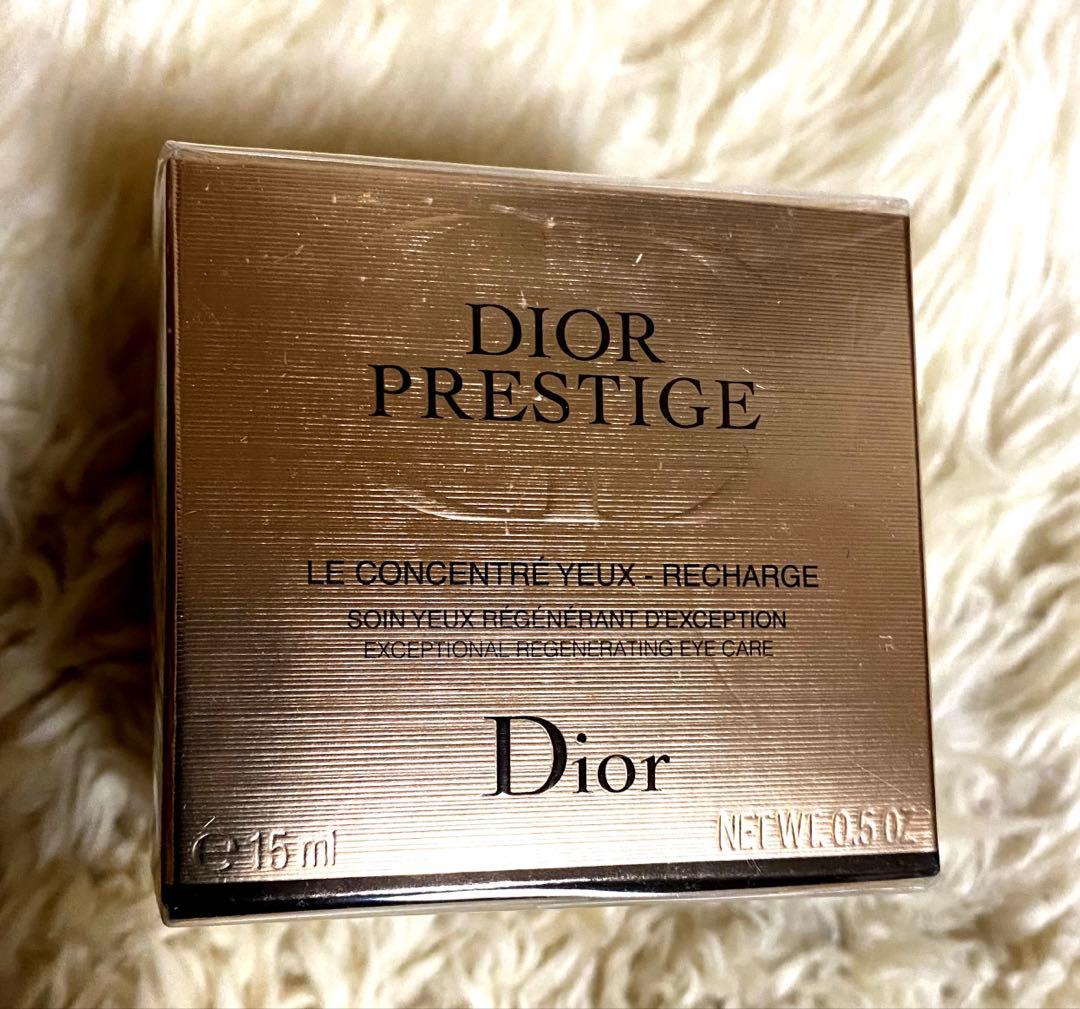 DIOR
PRESTIGE
LE CONCENTRÉ YEUX - RECHARGE
SOIN YEUX RÉGÉNÉRANT D'EXCEPTION
EXCEPTIONAL REGENERATING EYE CARE
Dior
℮ 15 ml NET WT. 0.5 OZ